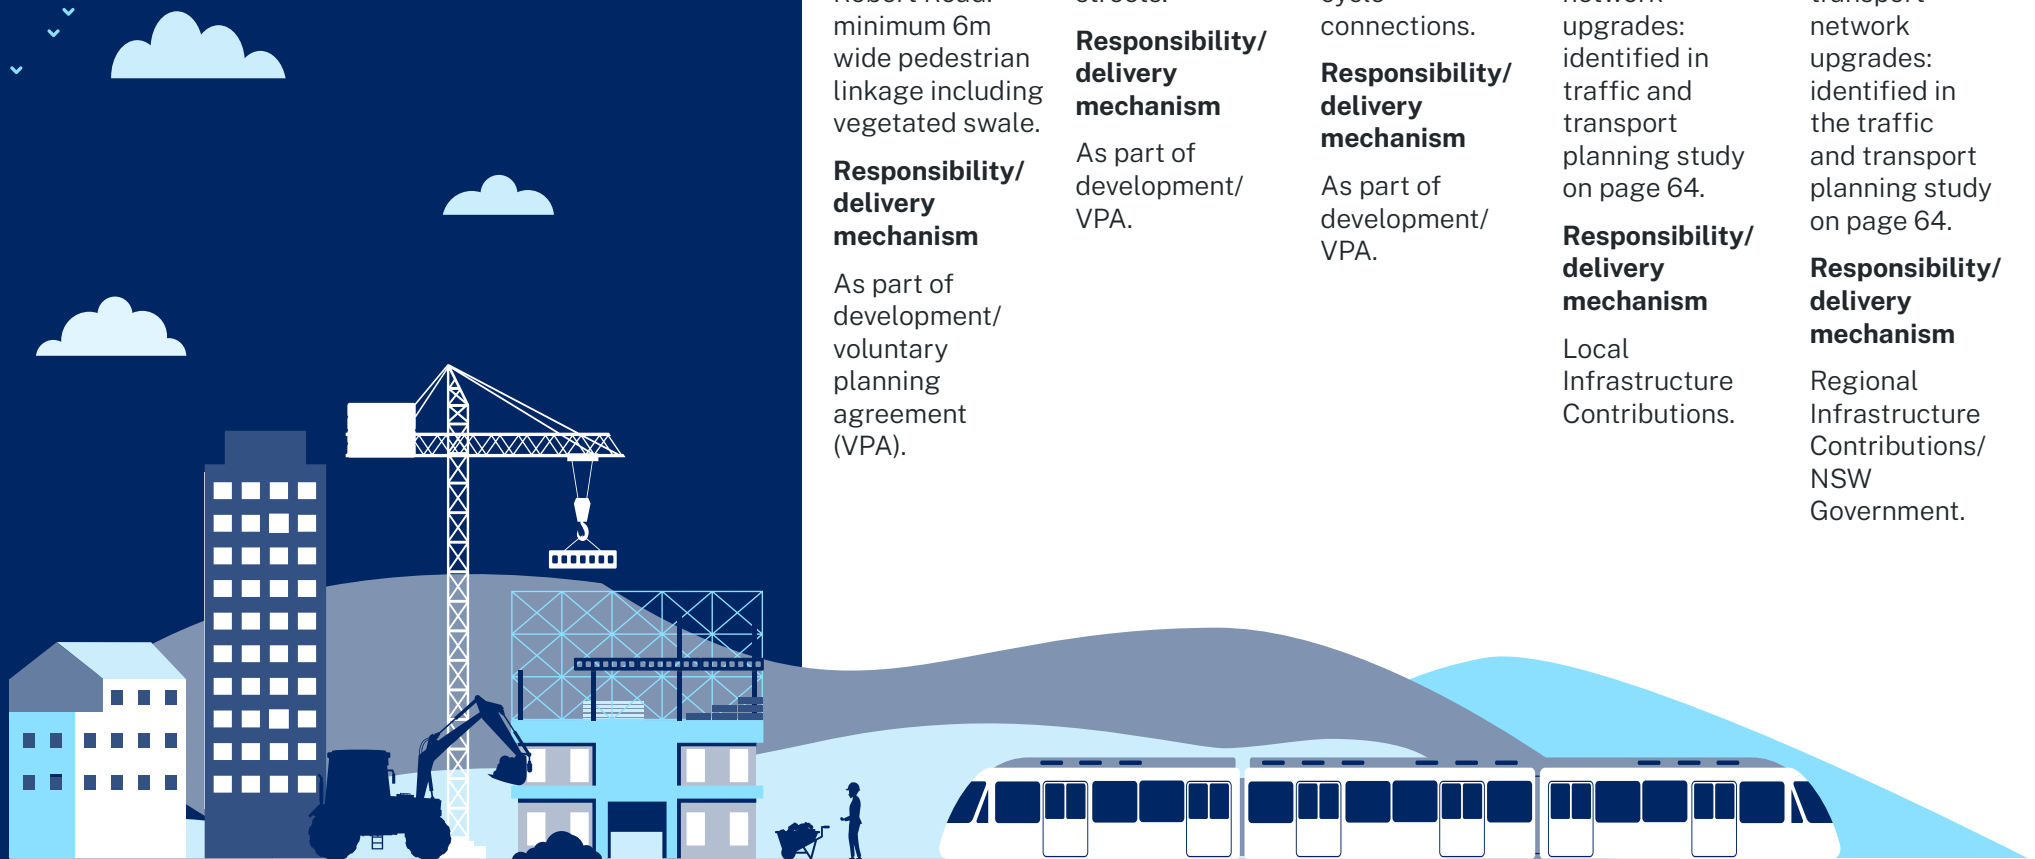 minimum 6m
wide pedestrian
linkage including
vegetated swale.
Responsibility/
delivery
mechanism
As part of
development/
voluntary
planning
agreement
(VPA).
Responsibility/
delivery
mechanism
As part of
development/
VPA.
connections.
Responsibility/
delivery
mechanism
As part of
development/
VPA.
upgrades:
identified in
traffic and
transport
planning study
on page 64.
Responsibility/
delivery
mechanism
Local
Infrastructure
Contributions.
network
upgrades:
identified in
the traffic
and transport
planning study
on page 64.
Responsibility/
delivery
mechanism
Regional
Infrastructure
Contributions/
NSW
Government.